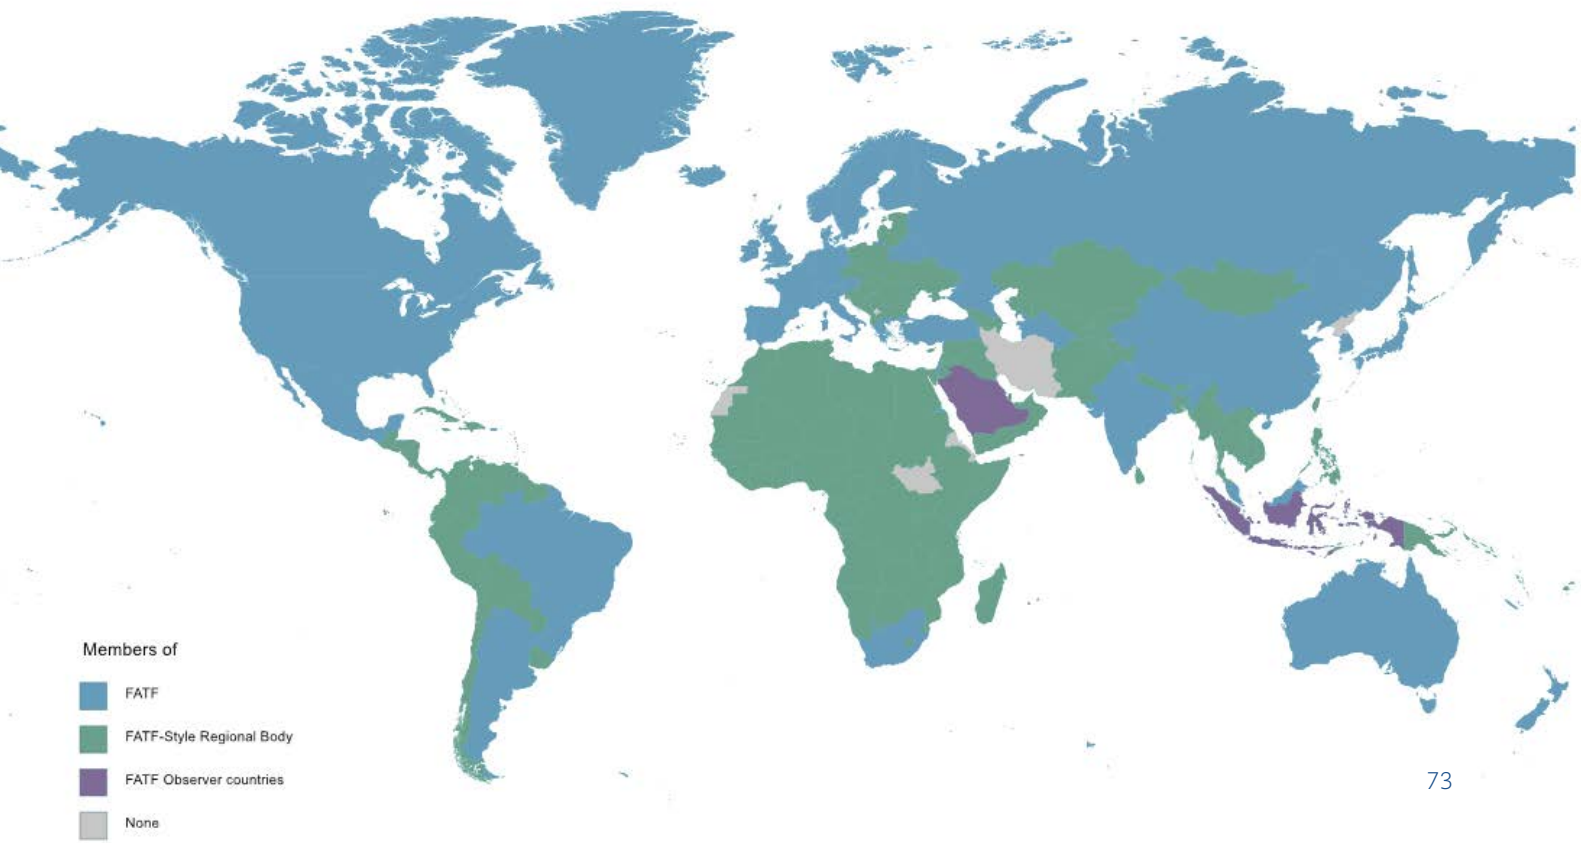 Members of
FATF
FATF-Style Regional Body
FATF Observer countries
None
73